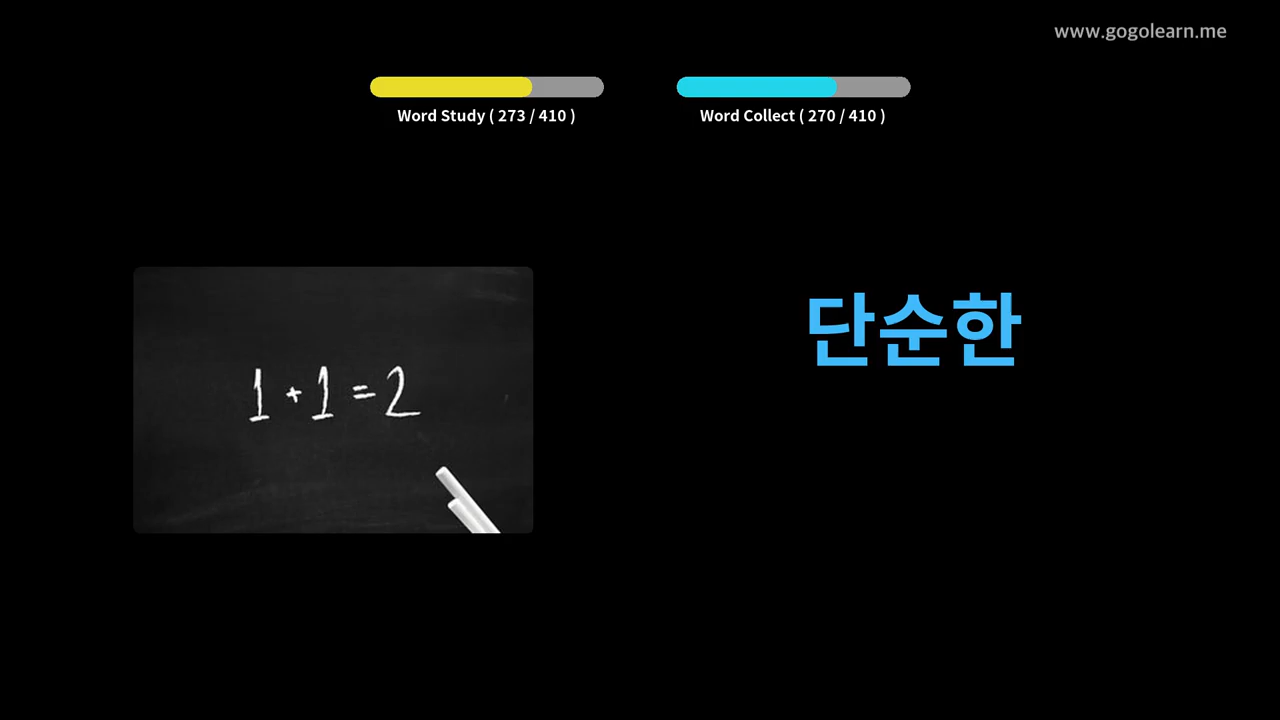 www.gogolearn.me
Word Study ( 273 / 410 )
Word Collect ( 270 / 410 )
1 + 1 = 2
단순한